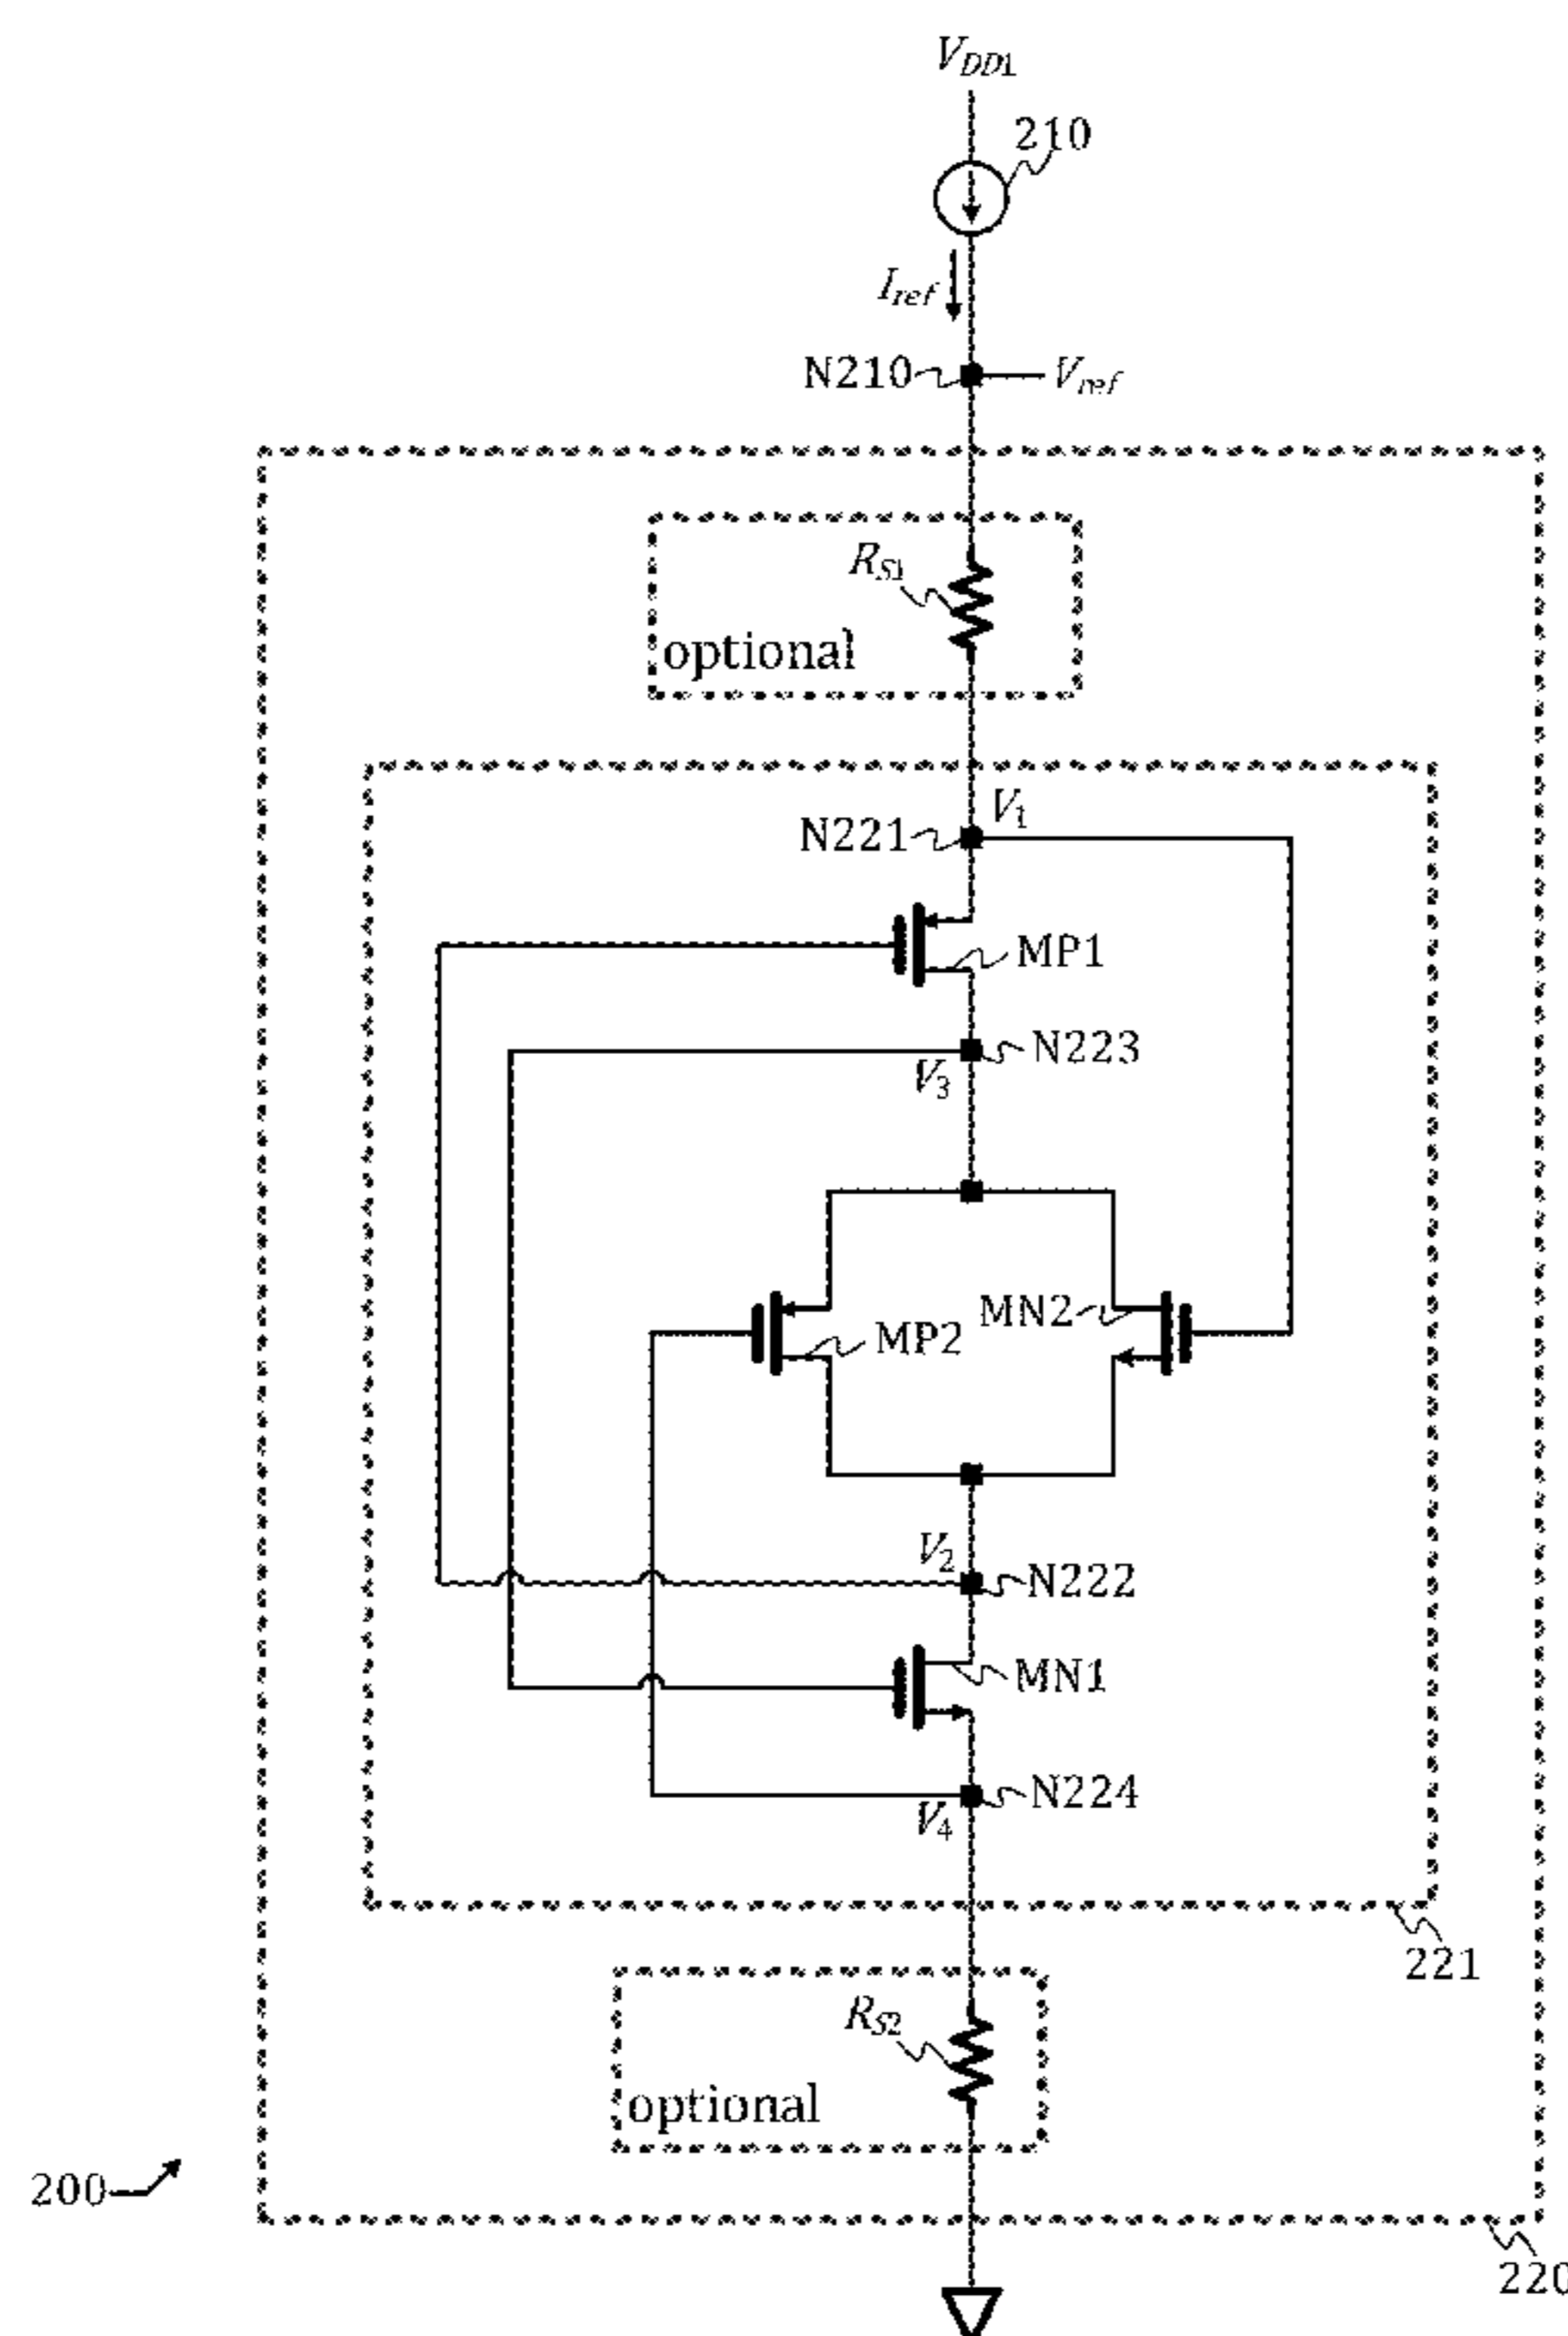 VDD1
210
Iref
N210
Vref
RS1
optional
V1
N221
MP1
N223
V3
MN2
MP2
V2
N222
MN1
N224
V4
221
RS2
optional
200
220